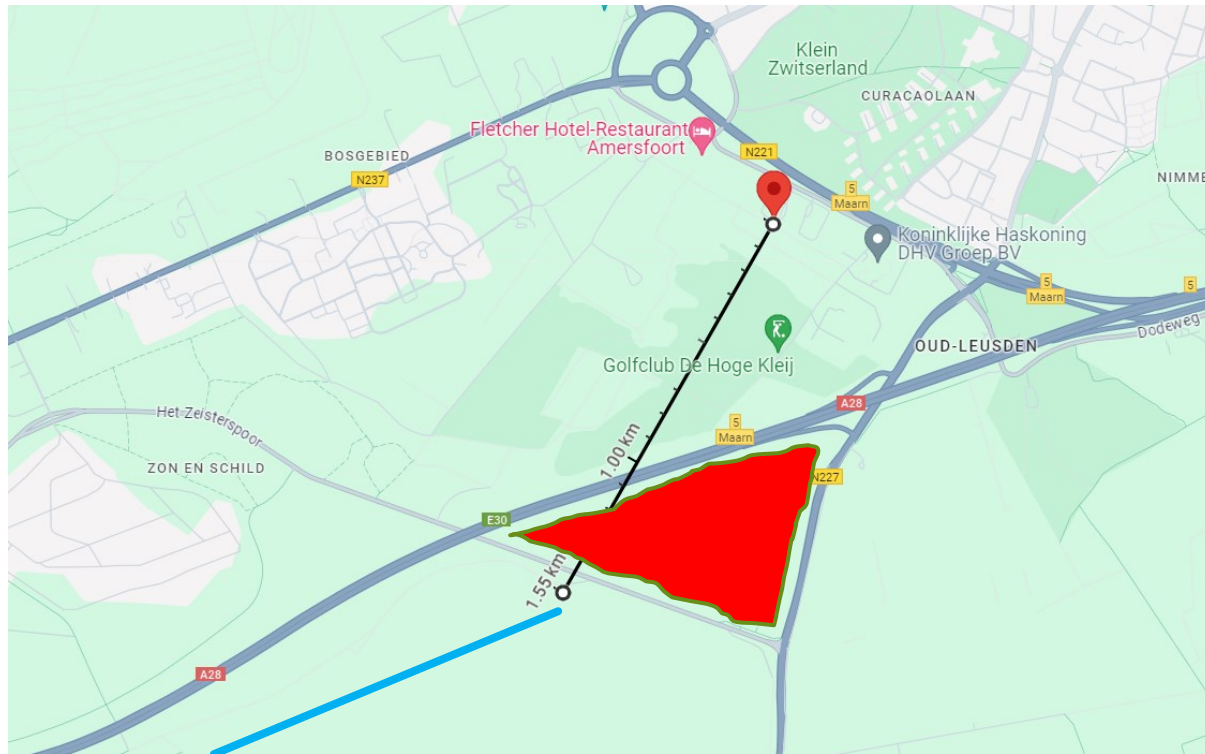 Klein
Zwitserland
CURACAOLAAN
Fletcher Hotel-Restaurant
Amersfoort
N221
BOSGEBIED
N237
5
Maarn
NIMME
Koninklijke Haskoning
DHV Groep BV
5
Maarn
5
Dodeweg
OUD-LEUSDEN
Golfclub De Hoge Kleij
A28
Het Zeisterspoor
5
Maarn
1.00 km
ZON EN SCHILD
N227
E30
1.55 km
A28